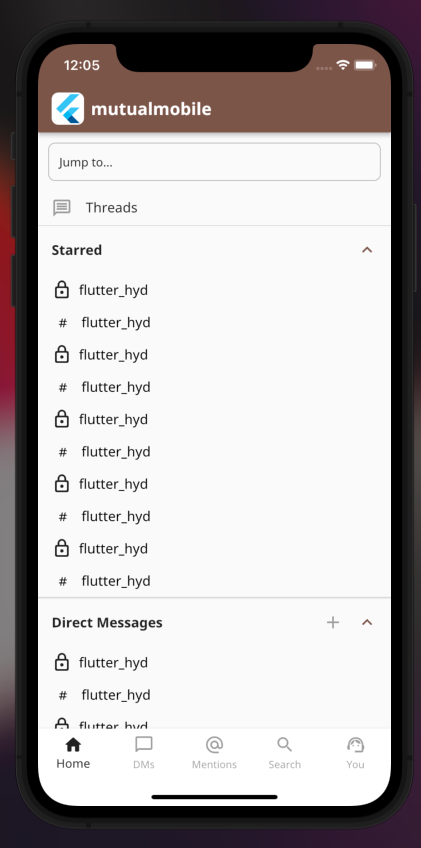 12:05
mutualmobile
Jump to...
Threads
Starred
flutter_hyd
# flutter_hyd
flutter_hyd
# flutter_hyd
flutter_hyd
# flutter_hyd
flutter_hyd
# flutter_hyd
flutter_hyd
# flutter_hyd
Direct Messages
flutter_hyd
# flutter_hyd
flutter_hyd
Home DMs Mentions Search You